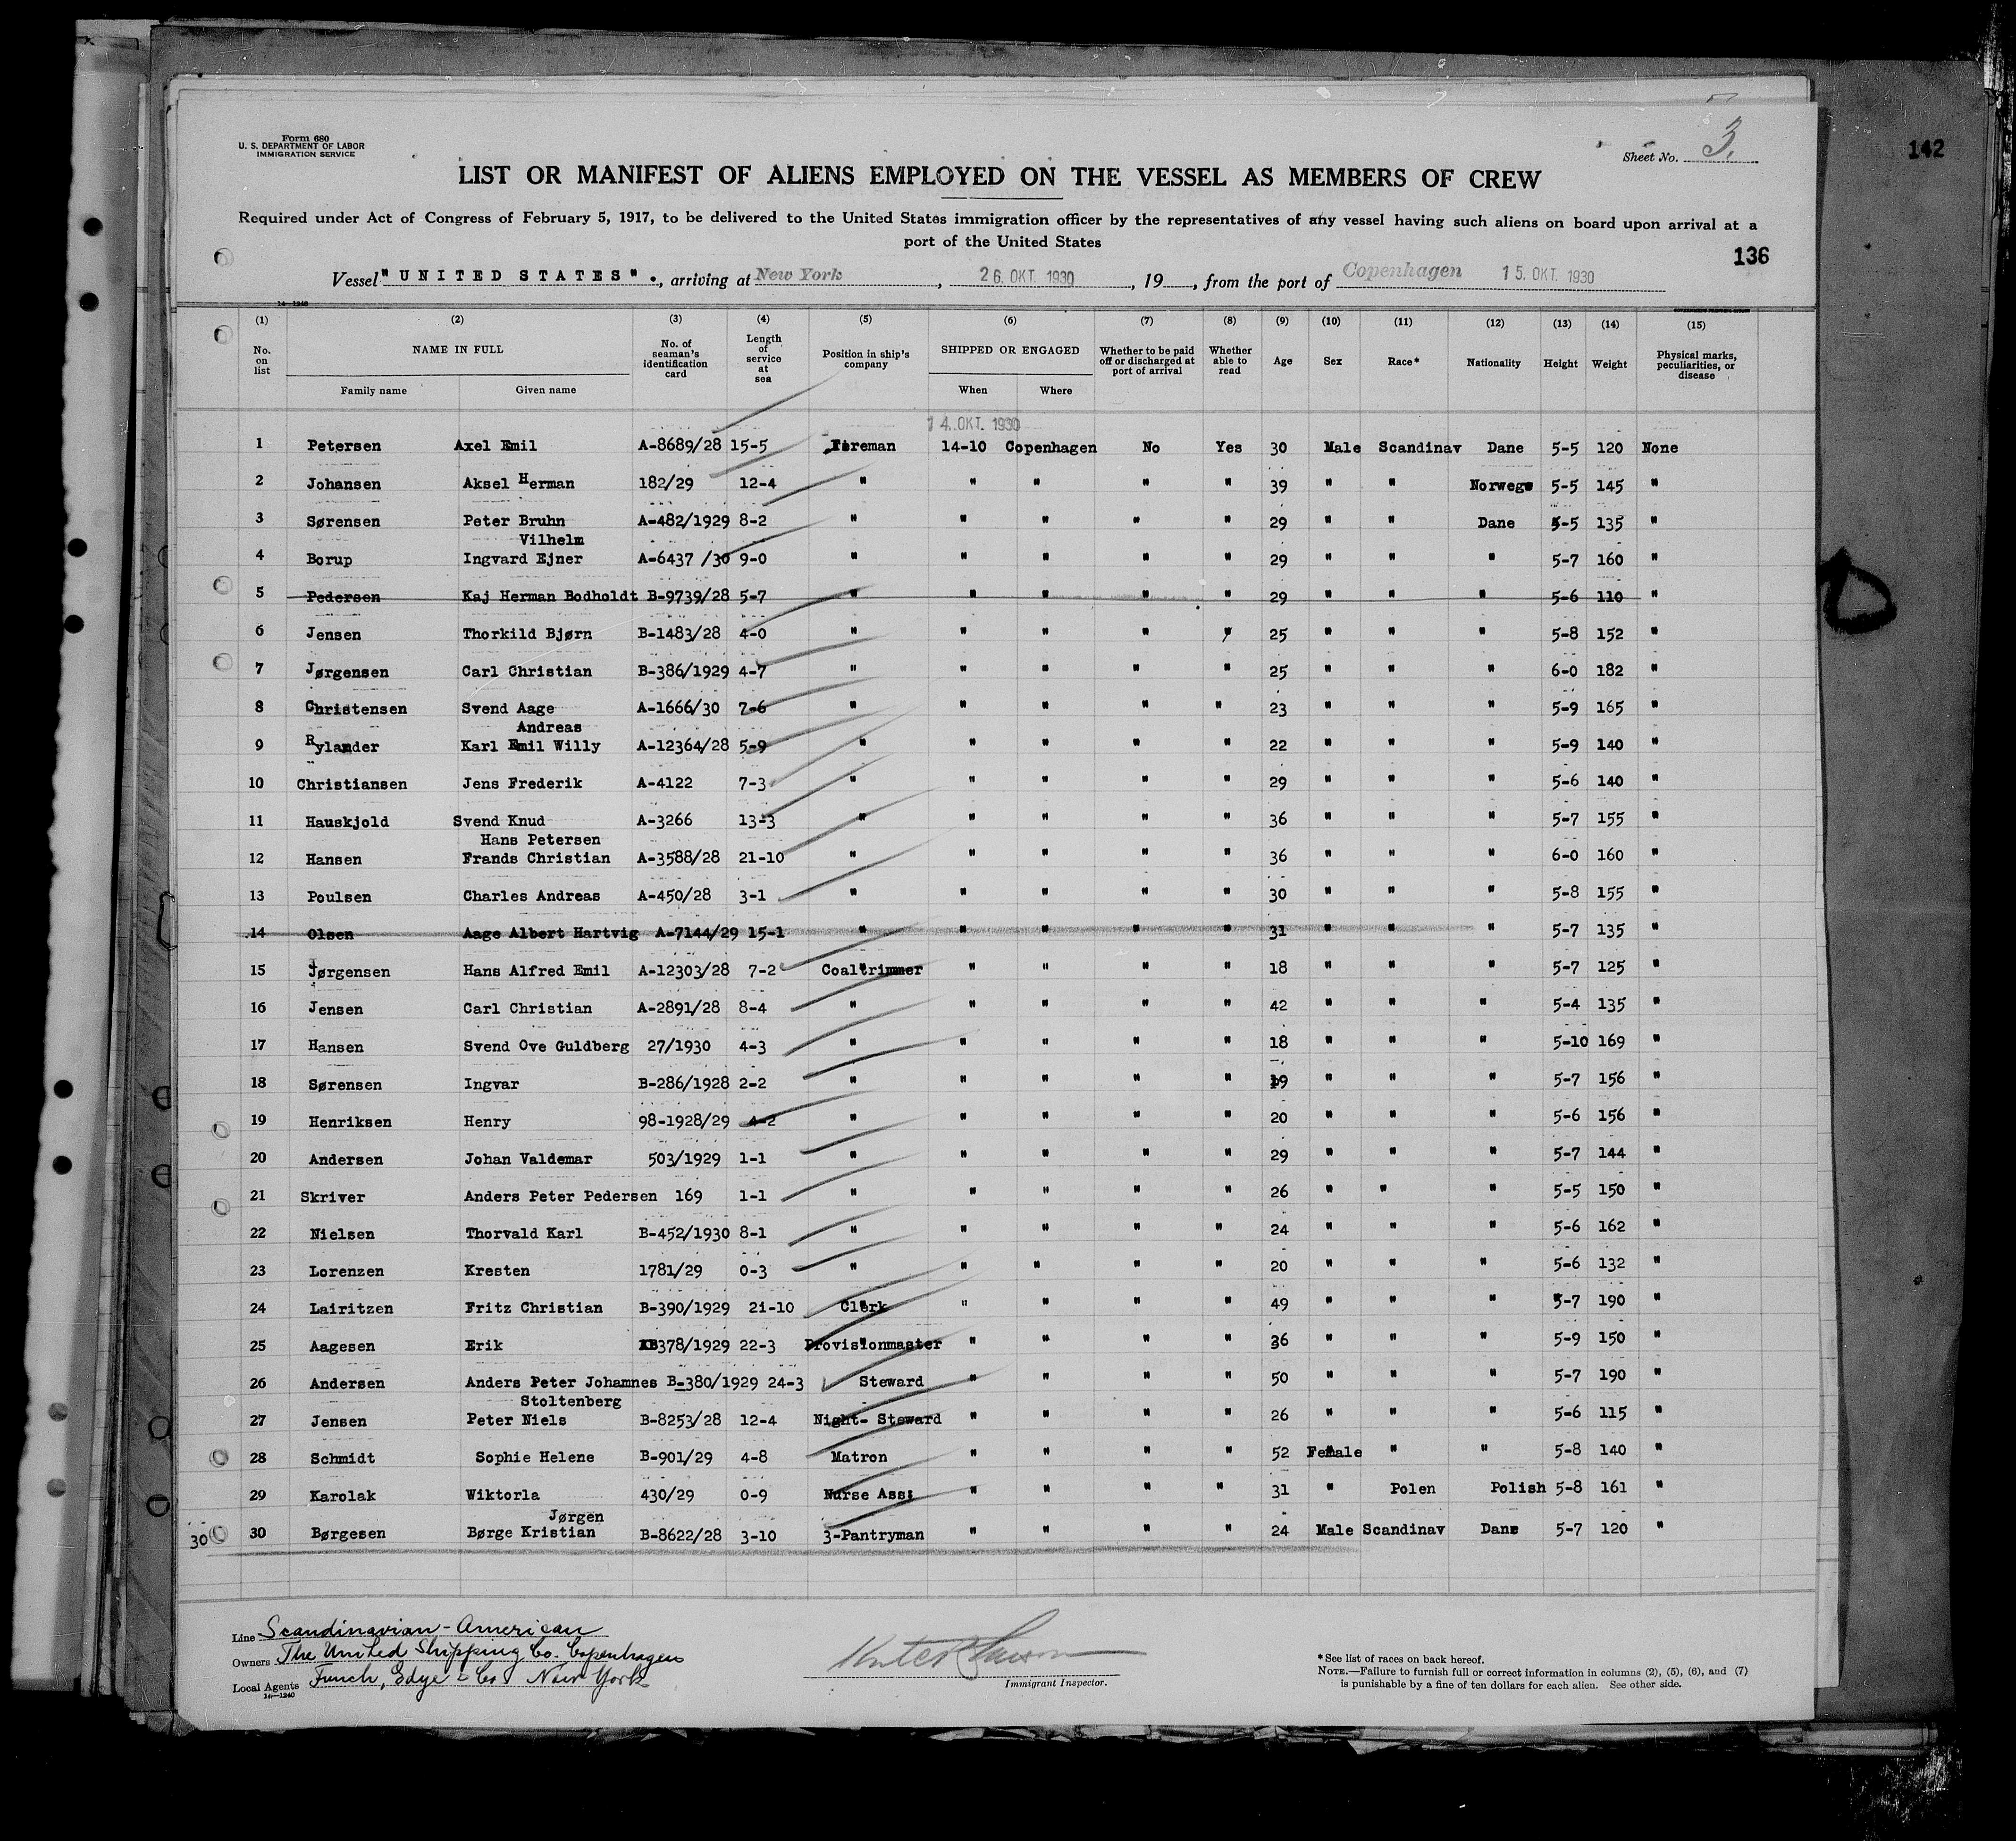 142
Form 680
U. S. DEPARTMENT OF LABOR
IMMIGRATION SERVICE
Sheet No. 3.
LIST OR MANIFEST OF ALIENS EMPLOYED ON THE VESSEL AS MEMBERS OF CREW
Required under Act of Congress of February 5, 1917, to be delivered to the United States immigration officer by the representatives of any vessel having such aliens on board upon arrival at a
port of the United States
136
Vessel "UNITED STATES"., arriving at New York, 26. OKT. 1930, 19, from the port of Copenhagen 15. OKT. 1930
14-1240
(1) (2) (3) (4) (5) (6) (7) (8) (9) (10) (11) (12) (13) (14) (15)
No. on list NAME IN FULL Family name Given name No. of seaman's identification card Length of service at sea Position in ship's company SHIPPED OR ENGAGED When Where Whether to be paid off or discharged at port of arrival Whether able to read Age Sex Race* Nationality Height Weight Physical marks, peculiarities, or disease
14. OKT. 1930
1 Petersen Axel Emil A-8689/28 15-5 Fireman 14-10 Copenhagen No Yes 30 Male Scandinav Dane 5-5 120 None
2 Johansen Aksel Herman 182/29 12-4 " " " " " 39 " " Norwege 5-5 145 "
3 Sørensen Peter Bruhn A-482/1929 8-2 " " " " " 29 " " Dane 5-5 135 "
Vilhelm
4 Borup Ingvard Ejner A-6437 /30 9-0 " " " " " 29 " " " 5-7 160 "
5 Pedersen Kaj Herman Bodholdt B-9739/28 5-7 " " " " " 29 " " " 5-6 110 "
6 Jensen Thorkild Bjørn B-1483/28 4-0 " " " " " 25 " " " 5-8 152 "
7 Jørgensen Carl Christian B-386/1929 4-7 " " " " " 25 " " " 6-0 182 "
8 Christensen Svend Aage A-1666/30 7-6 " " " " " 23 " " " 5-9 165 "
Andreas
9 Rylander Karl Emil Willy A-12364/28 5-9 " " " " " 22 " " " 5-9 140 "
10 Christiansen Jens Frederik A-4122 7-3 " " " " " 29 " " " 5-6 140 "
11 Hauskjold Svend Knud A-3266 13-3 " " " " " 36 " " " 5-7 155 "
Hans Petersen
12 Hansen Frands Christian A-3588/28 21-10 " " " " " 36 " " " 6-0 160 "
13 Poulsen Charles Andreas A-450/28 3-1 " " " " " 30 " " " 5-8 155 "
14 Olsen Aage Albert Hartvig A-7144/29 15-1 " " " " " 31 " " " 5-7 135 "
15 Jørgensen Hans Alfred Emil A-12303/28 7-2 Coaltrimmer " " " " 18 " " " 5-7 125 "
16 Jensen Carl Christian A-2891/28 8-4 " " " " " 42 " " " 5-4 135 "
17 Hansen Svend Ove Guldberg 27/1930 4-3 " " " " " 18 " " " 5-10 169 "
18 Sørensen Ingvar B-286/1928 2-2 " " " " " 19 " " " 5-7 156 "
19 Henriksen Henry 98-1928/29 4-2 " " " " " 20 " " " 5-6 156 "
20 Andersen Johan Valdemar 503/1929 1-1 " " " " " 29 " " " 5-7 144 "
21 Skriver Anders Peter Pedersen 169 1-1 " " " " " 26 " " " 5-5 150 "
22 Nielsen Thorvald Karl B-452/1930 8-1 " " " " " 24 " " " 5-6 162 "
23 Lorenzen Kresten 1781/29 0-3 " " " " " 20 " " " 5-6 132 "
24 Lairitzen Fritz Christian B-390/1929 21-10 Clerk " " " " 49 " " " 5-7 190 "
25 Aagesen Erik B378/1929 22-3 Provisionmaster " " " " 36 " " " 5-9 150 "
26 Andersen Anders Peter Johamnes B-380/1929 24-3 Steward " " " " 50 " " " 5-7 190 "
Stoltenberg
27 Jensen Peter Niels B-8253/28 12-4 Night- Steward " " " " 26 " " " 5-6 115 "
28 Schmidt Sophie Helene B-901/29 4-8 Matron " " " " 52 Female " " 5-8 140 "
29 Karolak Wiktorla 430/29 0-9 Nurse Ass: " " " " 31 " Polen Polish 5-8 161 "
Jørgen
30 30 Børgesen Børge Kristian B-8622/28 3-10 3-Pantryman " " " " 24 Male Scandinav Dane 5-7 120 "
Line Scandinavian-American
Owners The United Shipping Co. Copenhagen
Local Agents Funch, Edye & Co New York
14-1240
Immigrant Inspector.
*See list of races on back hereof.
NOTE.—Failure to furnish full or correct information in columns (2), (5), (6), and (7)
is punishable by a fine of ten dollars for each alien. See other side.